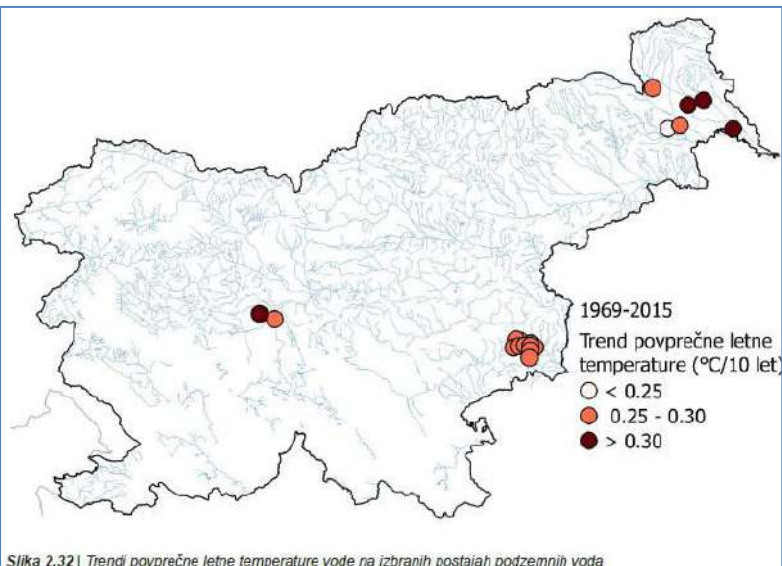 1969-2015
Trend povprečne letne
temperature (°C/10 let)
< 0.25
0.25 - 0.30
> 0.30
Slika 2.32| Trendi povprečne letne temperature vode na izbranih postajah podzemnih voda